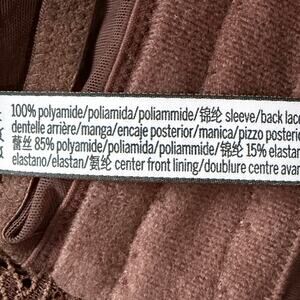 100% polyamide/poliamida/poliammide/锦纶 sleeve/back lace
dentelle arrière/manga/encaje posterior/manica/pizzo posteriore
蕾丝 85% polyamide/poliamida/poliammide/锦纶 15% elastan
elastano/elastan/氨纶 center front lining/doublure centre avan